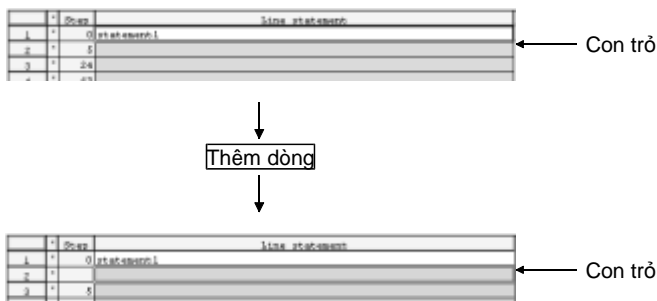 * Step Line statement
1 * 0 statement1
2 * 5
Con trỏ
3 * 24
Thêm dòng
* Step Line statement
1 * 0 statement1
2 *
Con trỏ
3 * 5